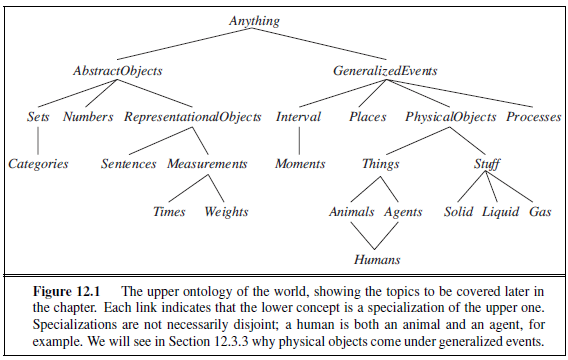 Anything
AbstractObjects GeneralizedEvents
Sets Numbers RepresentationalObjects Interval Places PhysicalObjects Processes
Categories Sentences Measurements Moments Things Stuff
Times Weights Animals Agents Solid Liquid Gas
Humans
Figure 12.1 The upper ontology of the world, showing the topics to be covered later in
the chapter. Each link indicates that the lower concept is a specialization of the upper one.
Specializations are not necessarily disjoint; a human is both an animal and an agent, for
example. We will see in Section 12.3.3 why physical objects come under generalized events.